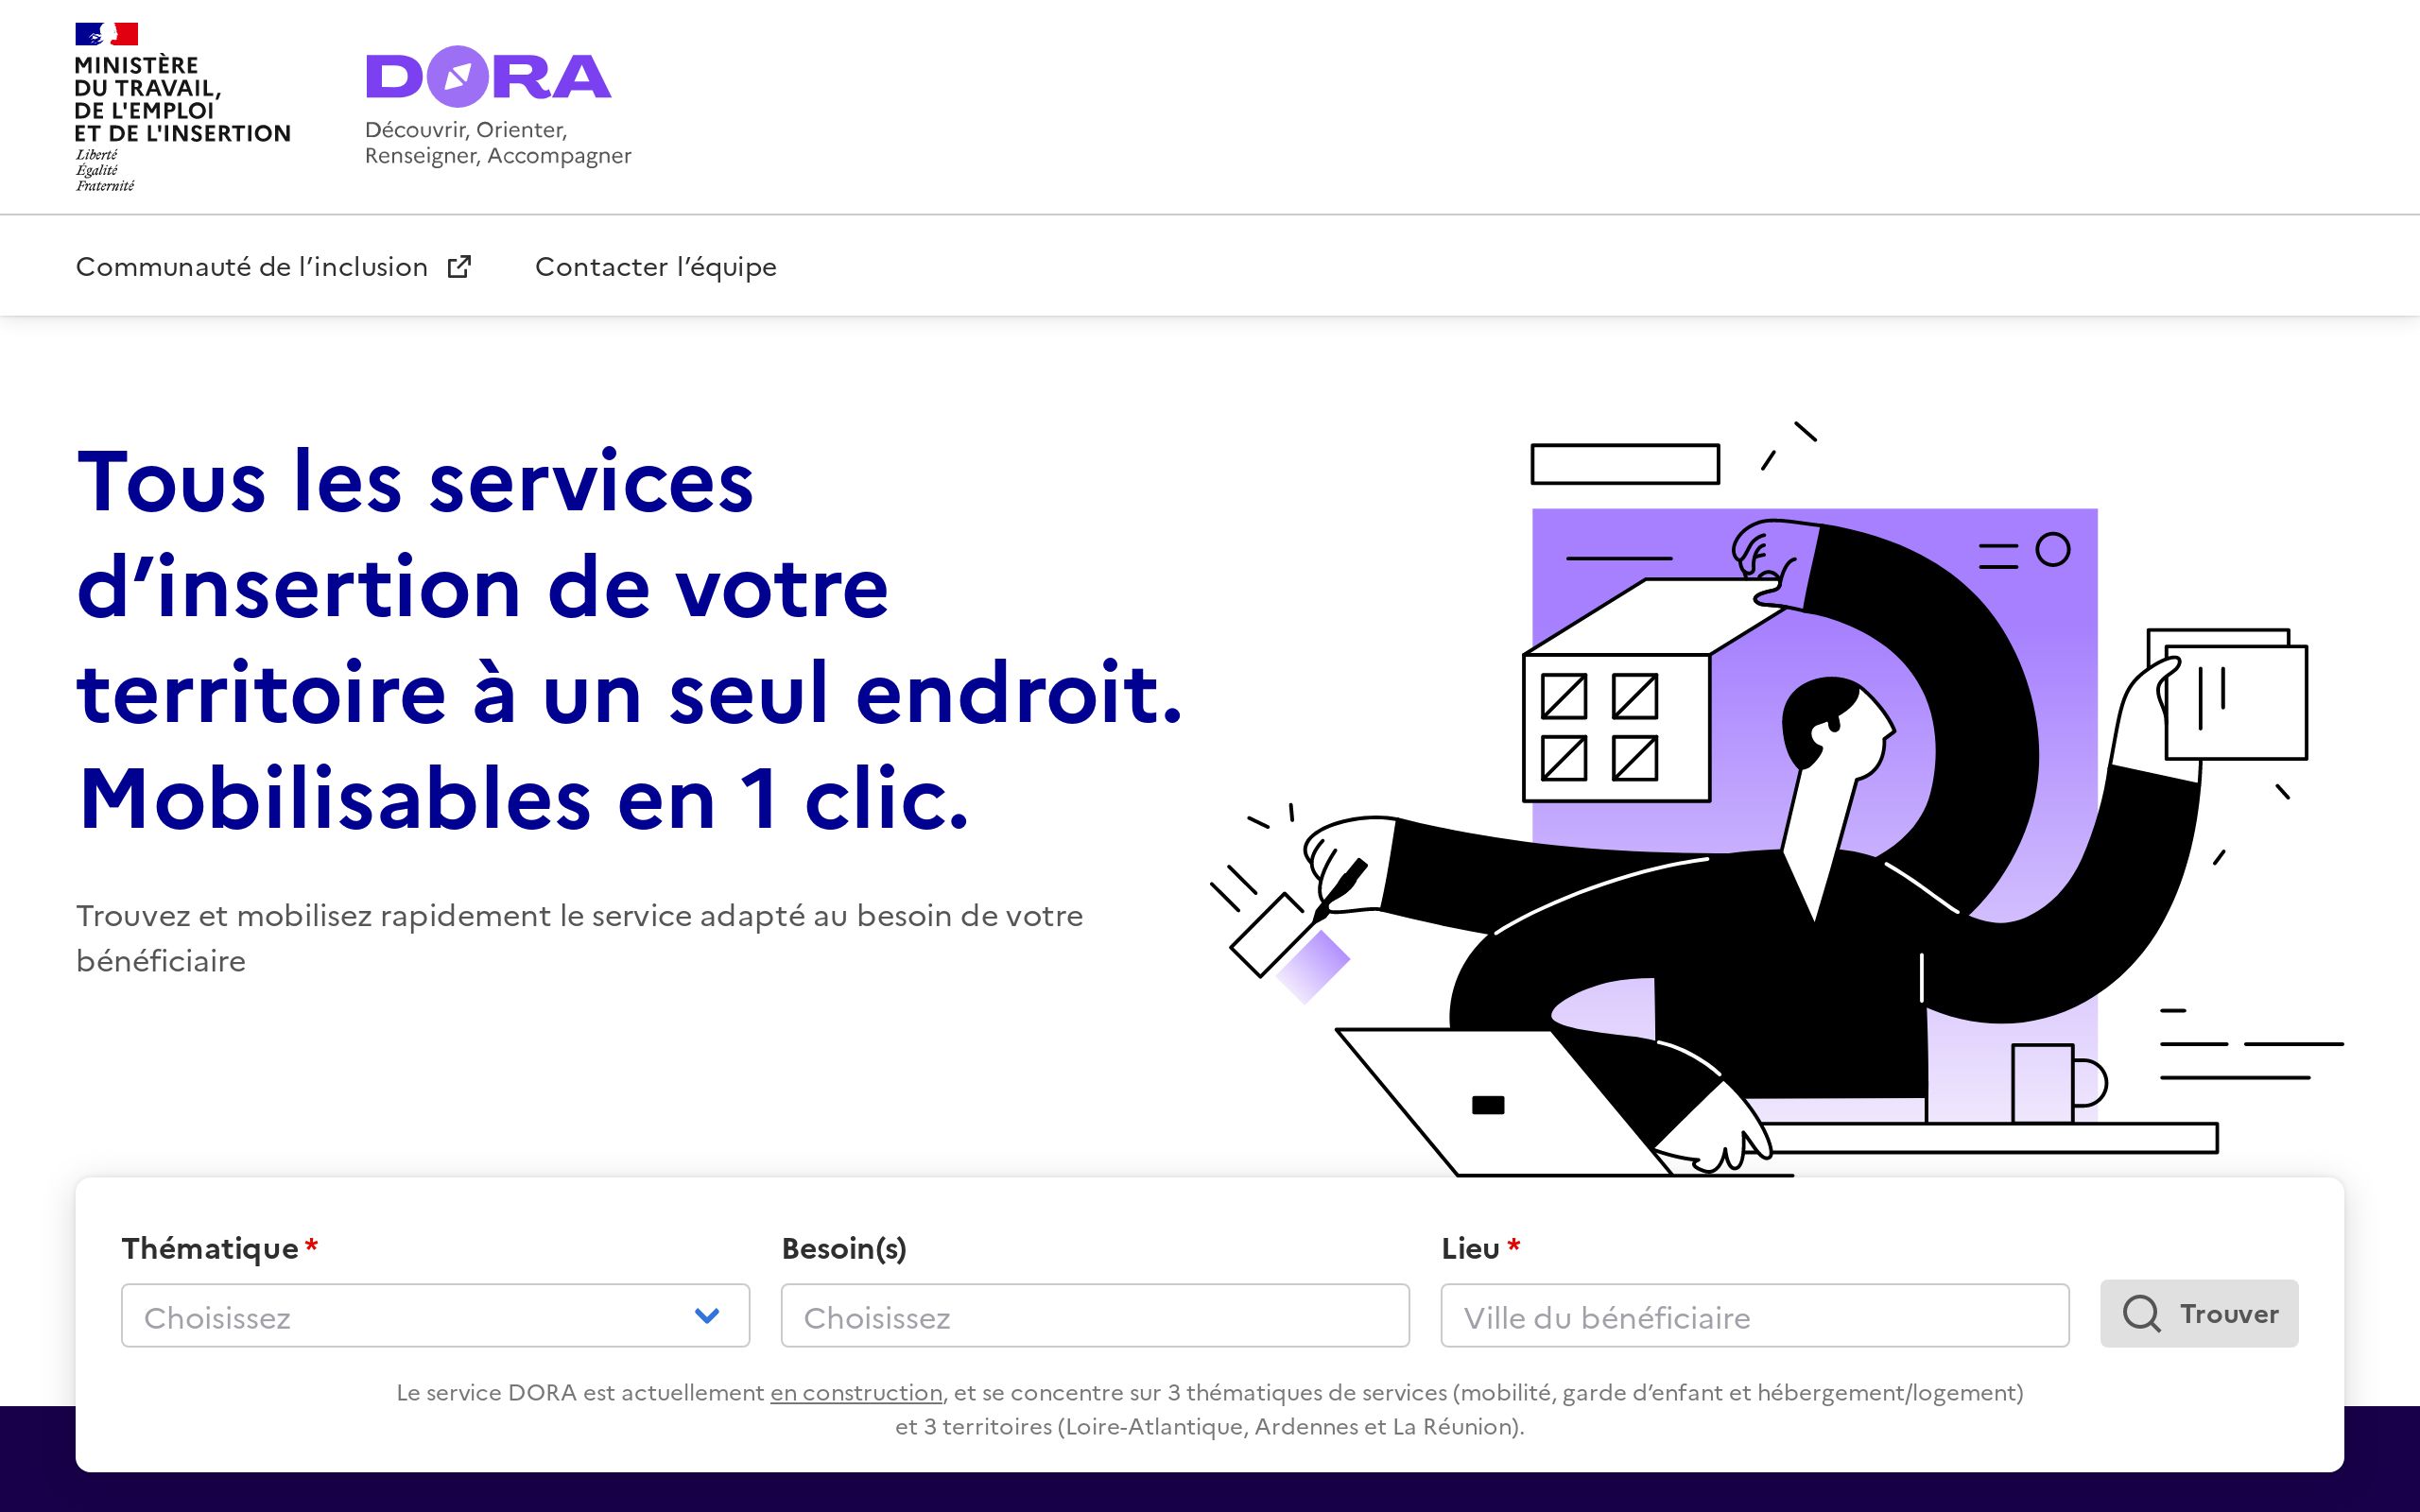 MINISTÈRE
DU TRAVAIL,
DE L'EMPLOI
ET DE L'INSERTION
Liberté
Égalité
Fraternité
DORA
Découvrir, Orienter,
Renseigner, Accompagner
Communauté de l’inclusion
Contacter l’équipe
Tous les services
d’insertion de votre
territoire à un seul endroit.
Mobilisables en 1 clic.
Trouvez et mobilisez rapidement le service adapté au besoin de votre
bénéficiaire
Thématique *
Besoin(s)
Lieu *
Choisissez
Choisissez
Ville du bénéficiaire
Trouver
Le service DORA est actuellement en construction, et se concentre sur 3 thématiques de services (mobilité, garde d’enfant et hébergement/logement)
et 3 territoires (Loire-Atlantique, Ardennes et La Réunion).